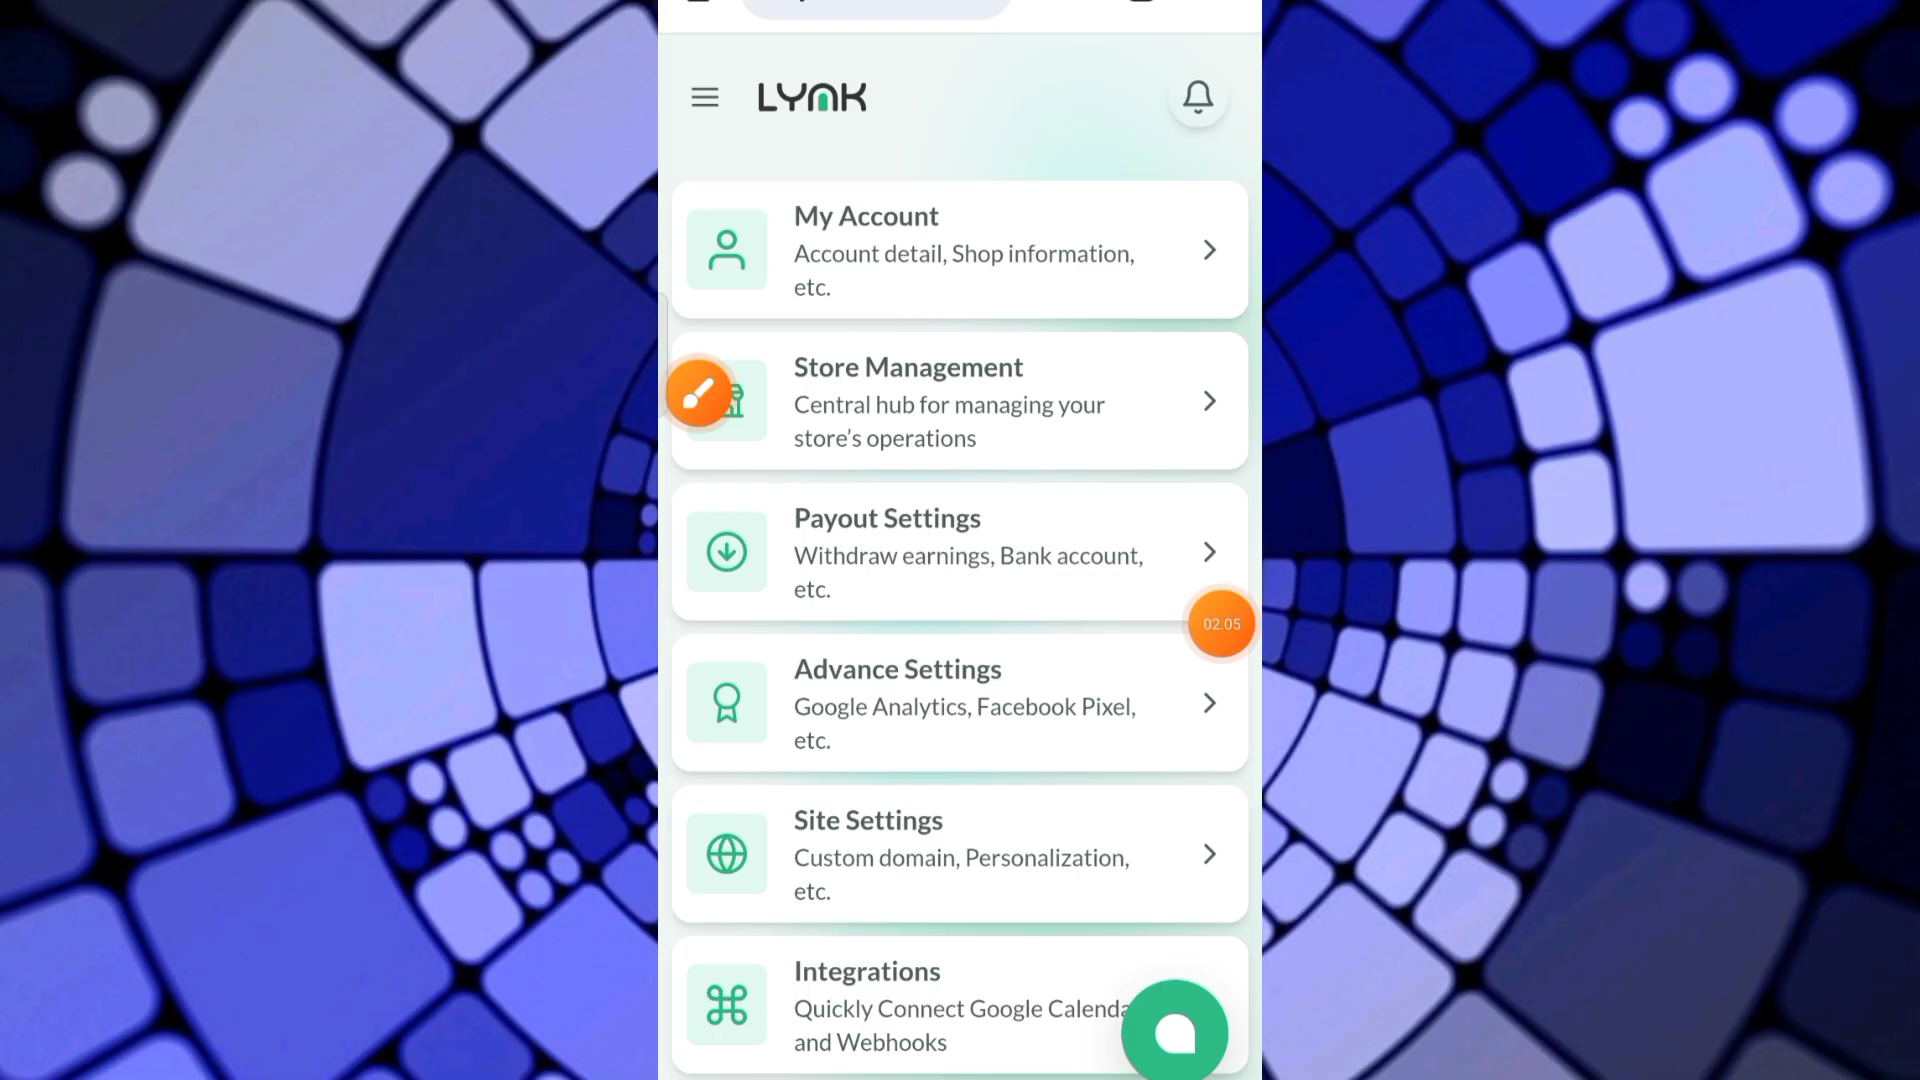 LYNK
My Account
Account detail, Shop information,
etc.
Store Management
Central hub for managing your
store’s operations
Payout Settings
Withdraw earnings, Bank account,
etc.
02.05
Advance Settings
Google Analytics, Facebook Pixel,
etc.
Site Settings
Custom domain, Personalization,
etc.
Integrations
Quickly Connect Google
and Webhooks